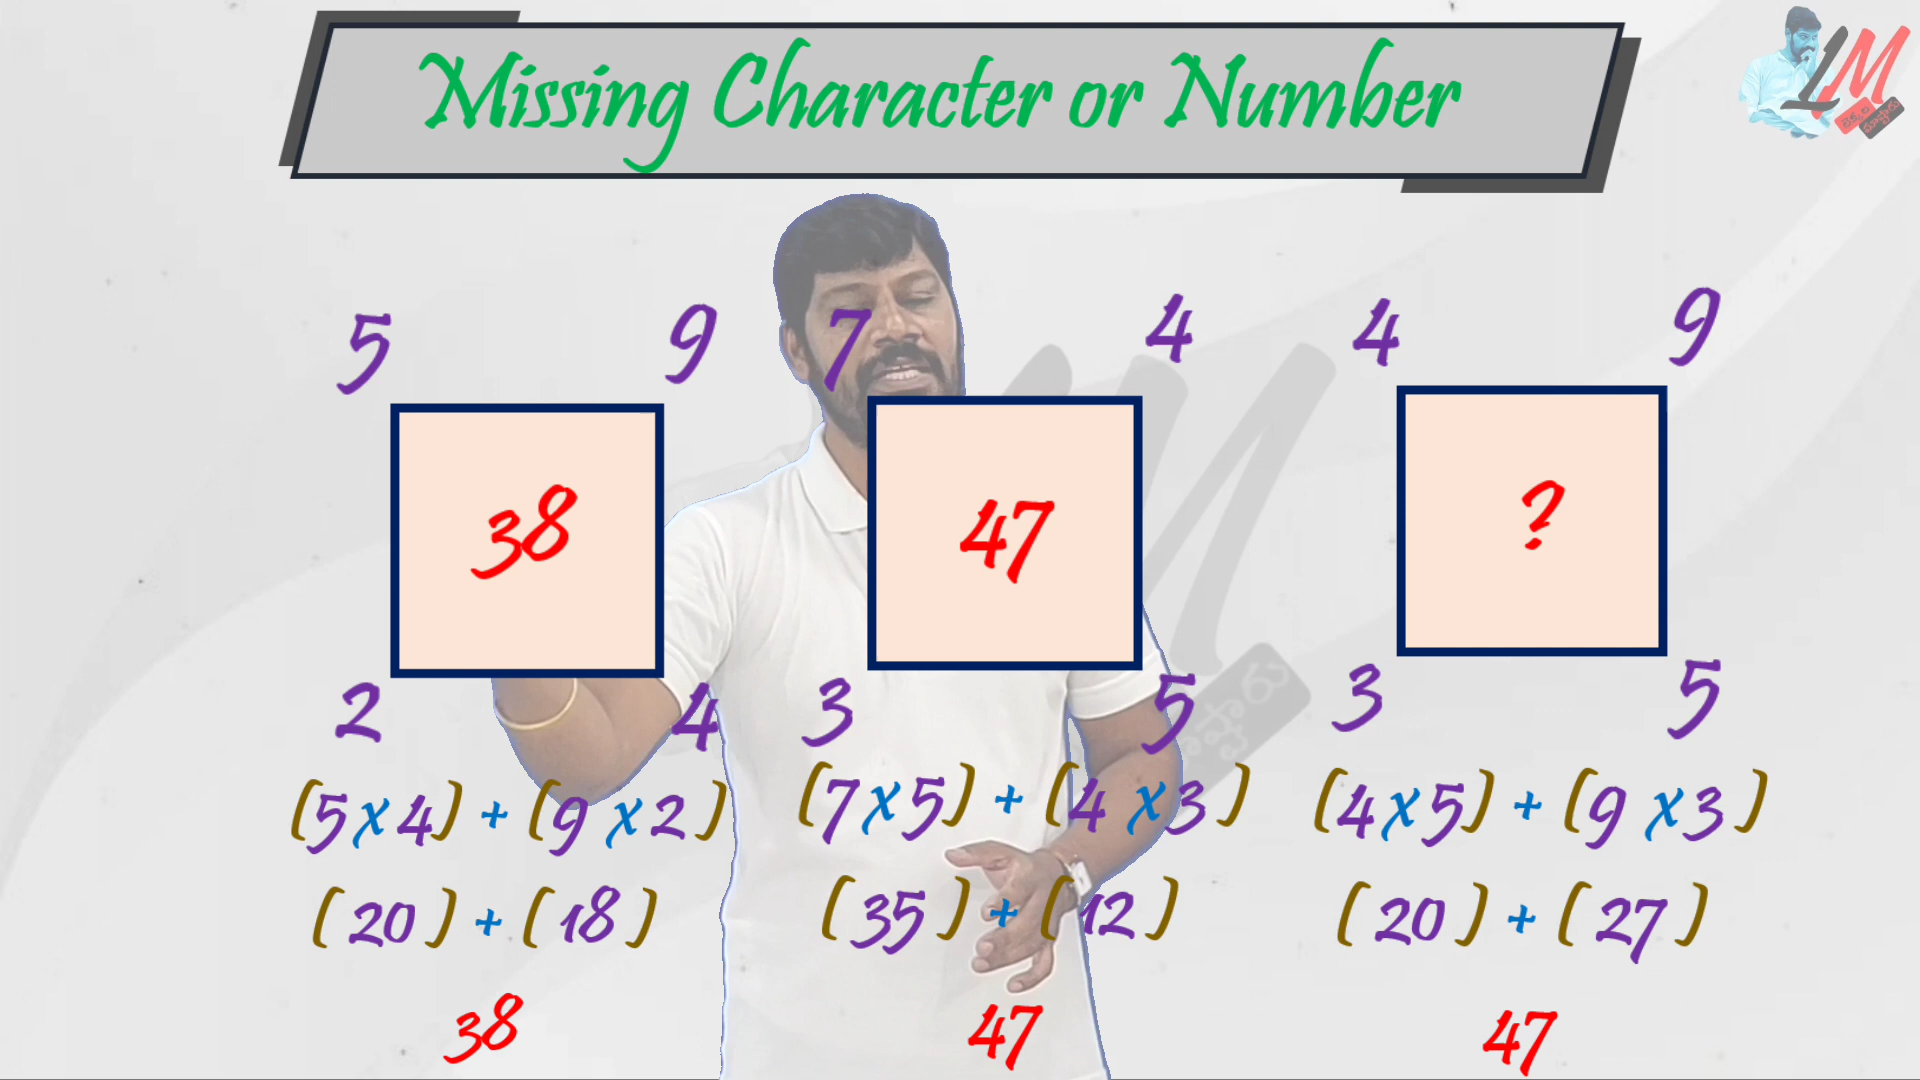 Missing Character or Number
LM
5 9 7 4 4 9
38 47 ?
2 4 3 5 3 5
(5x4) + (9x2) (7x5) + (4x3) (4x5) + (9x3)
(20) + (18) (35) + (12) (20) + (27)
38 47 47